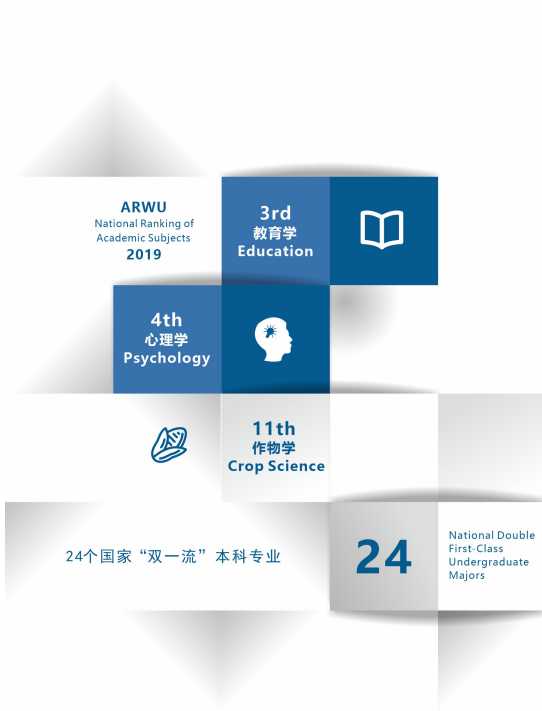 ARWU
National Ranking of
Academic Subjects
2019
3rd
教育学
Education
4th
心理学
Psychology
11th
作物学
Crop Science
24个国家“双一流”本科专业
24
National Double
First-Class
Undergraduate
Majors